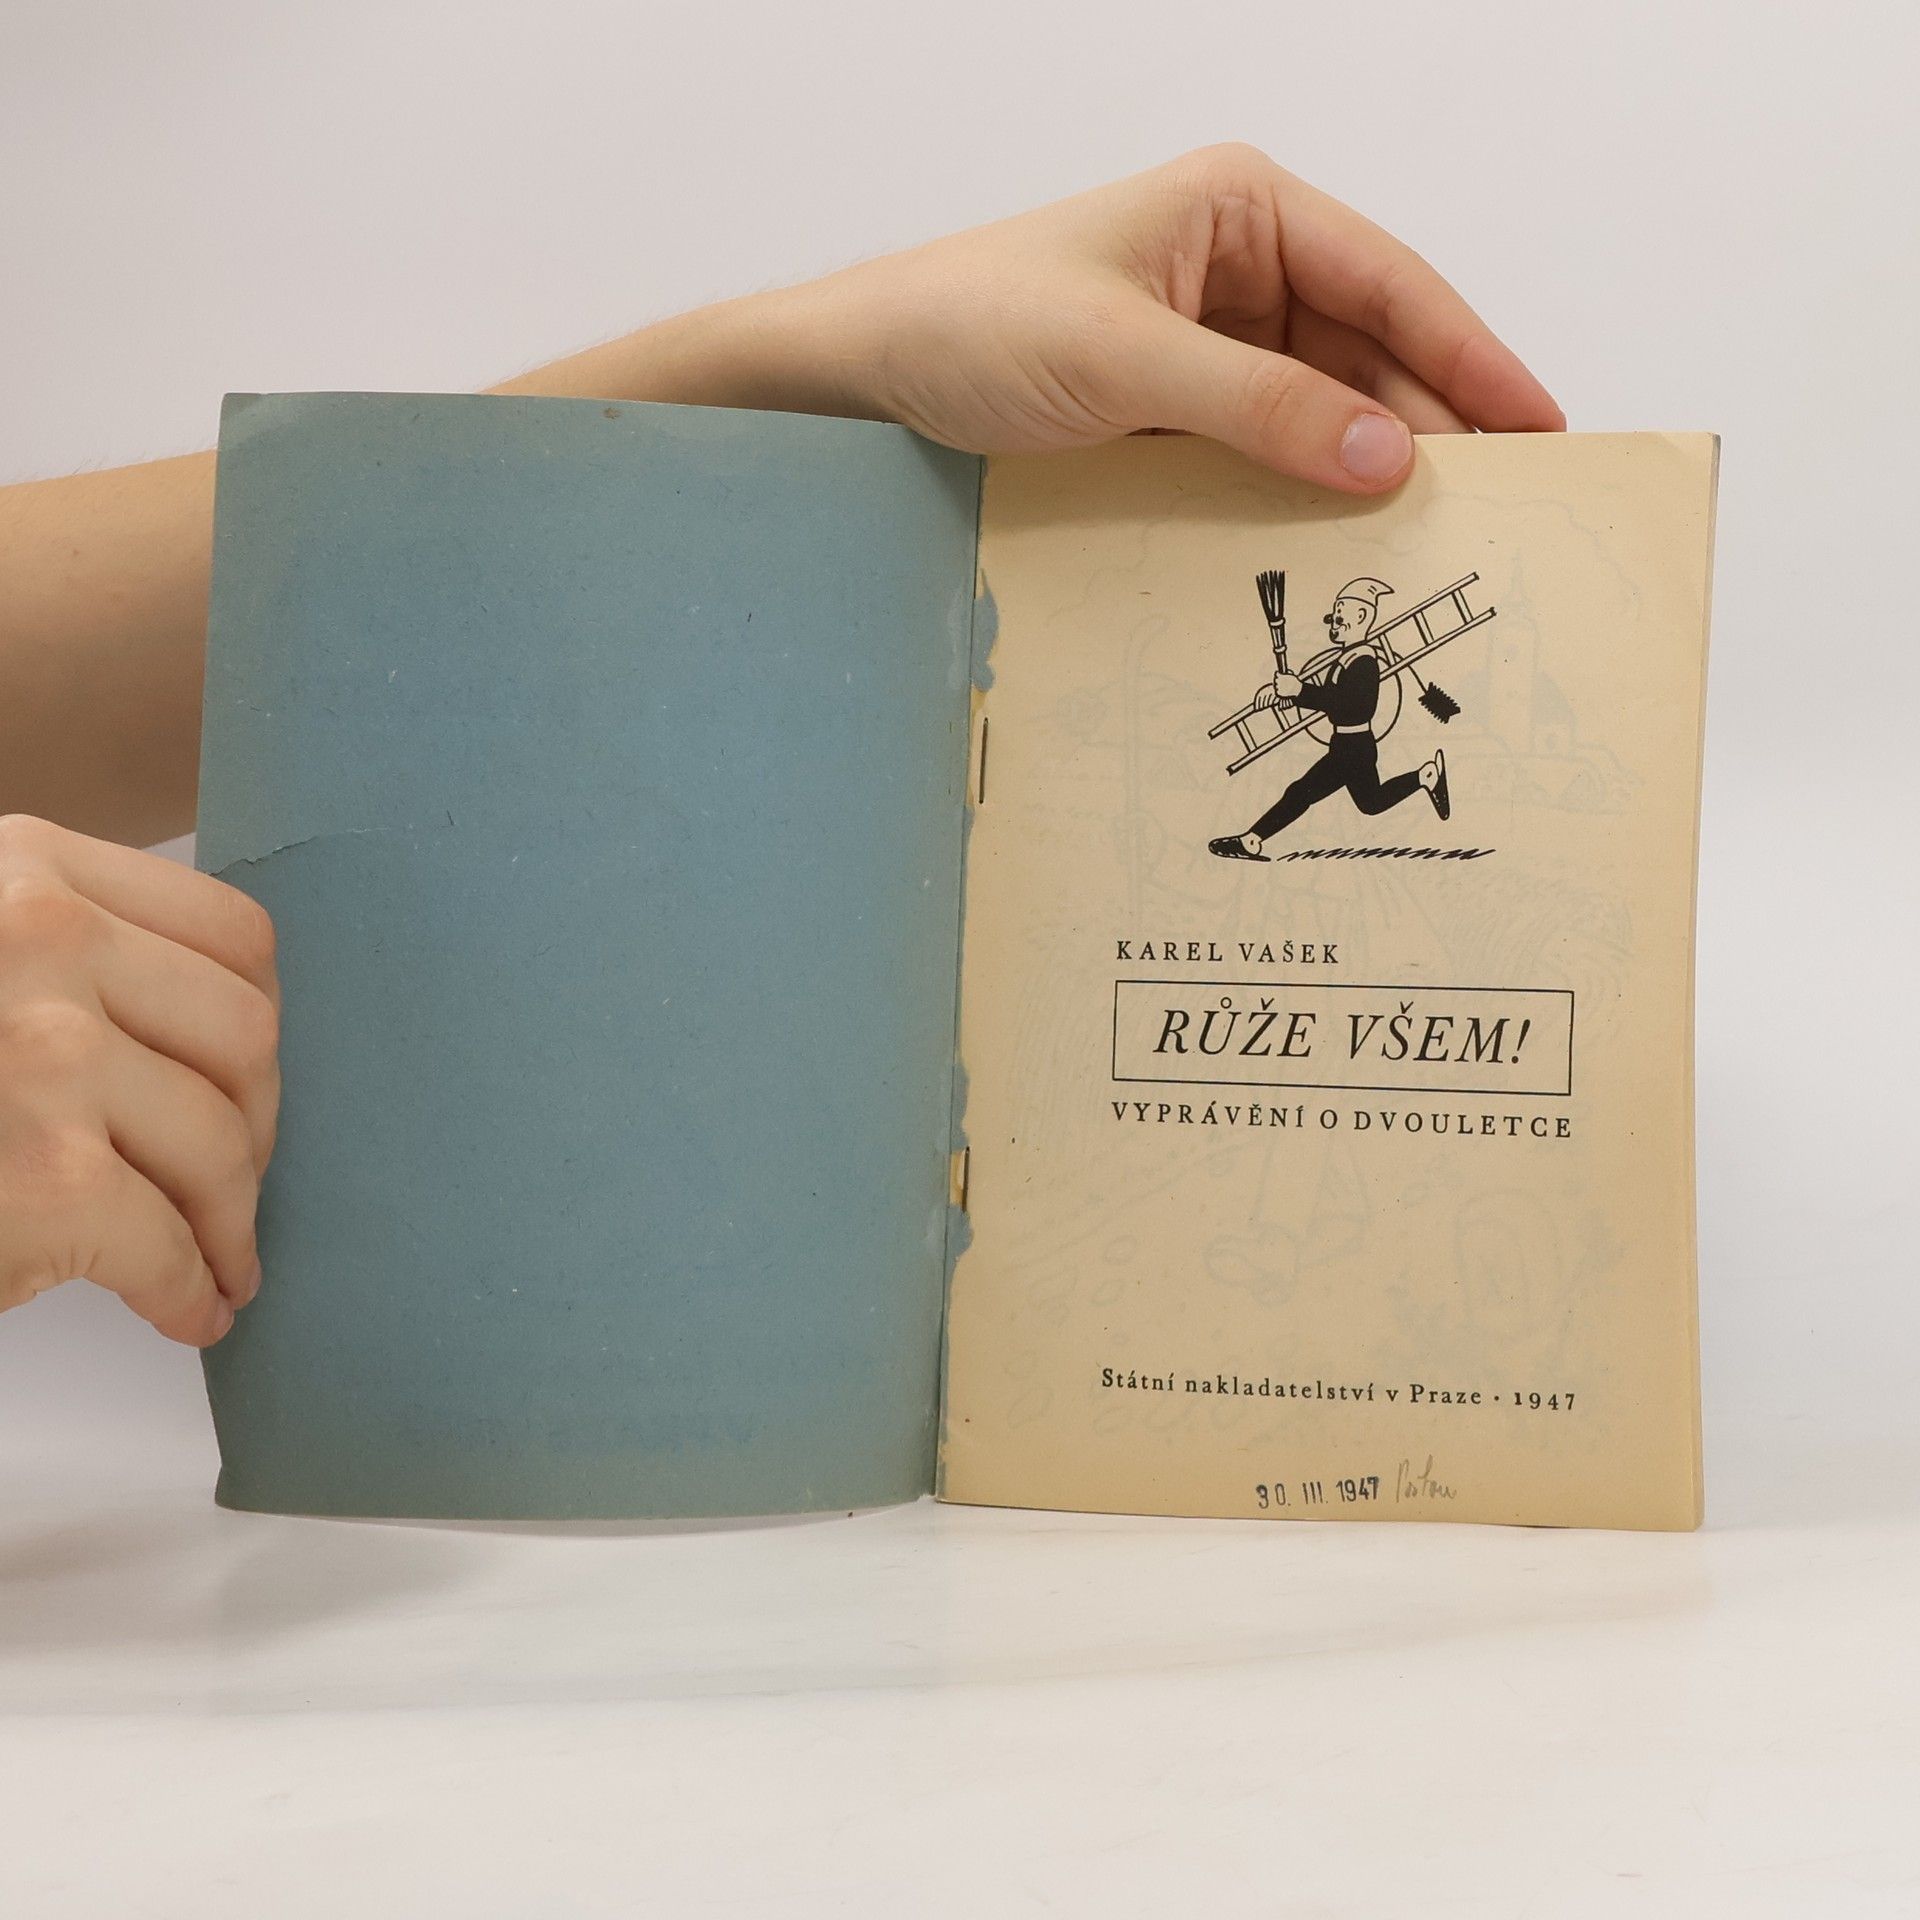 KAREL VAŠEK
RŮŽE VŠEM!
VYPRÁVĚNÍ O DVOULETCE
Státní nakladatelství v Praze · 1947
30. III. 1947